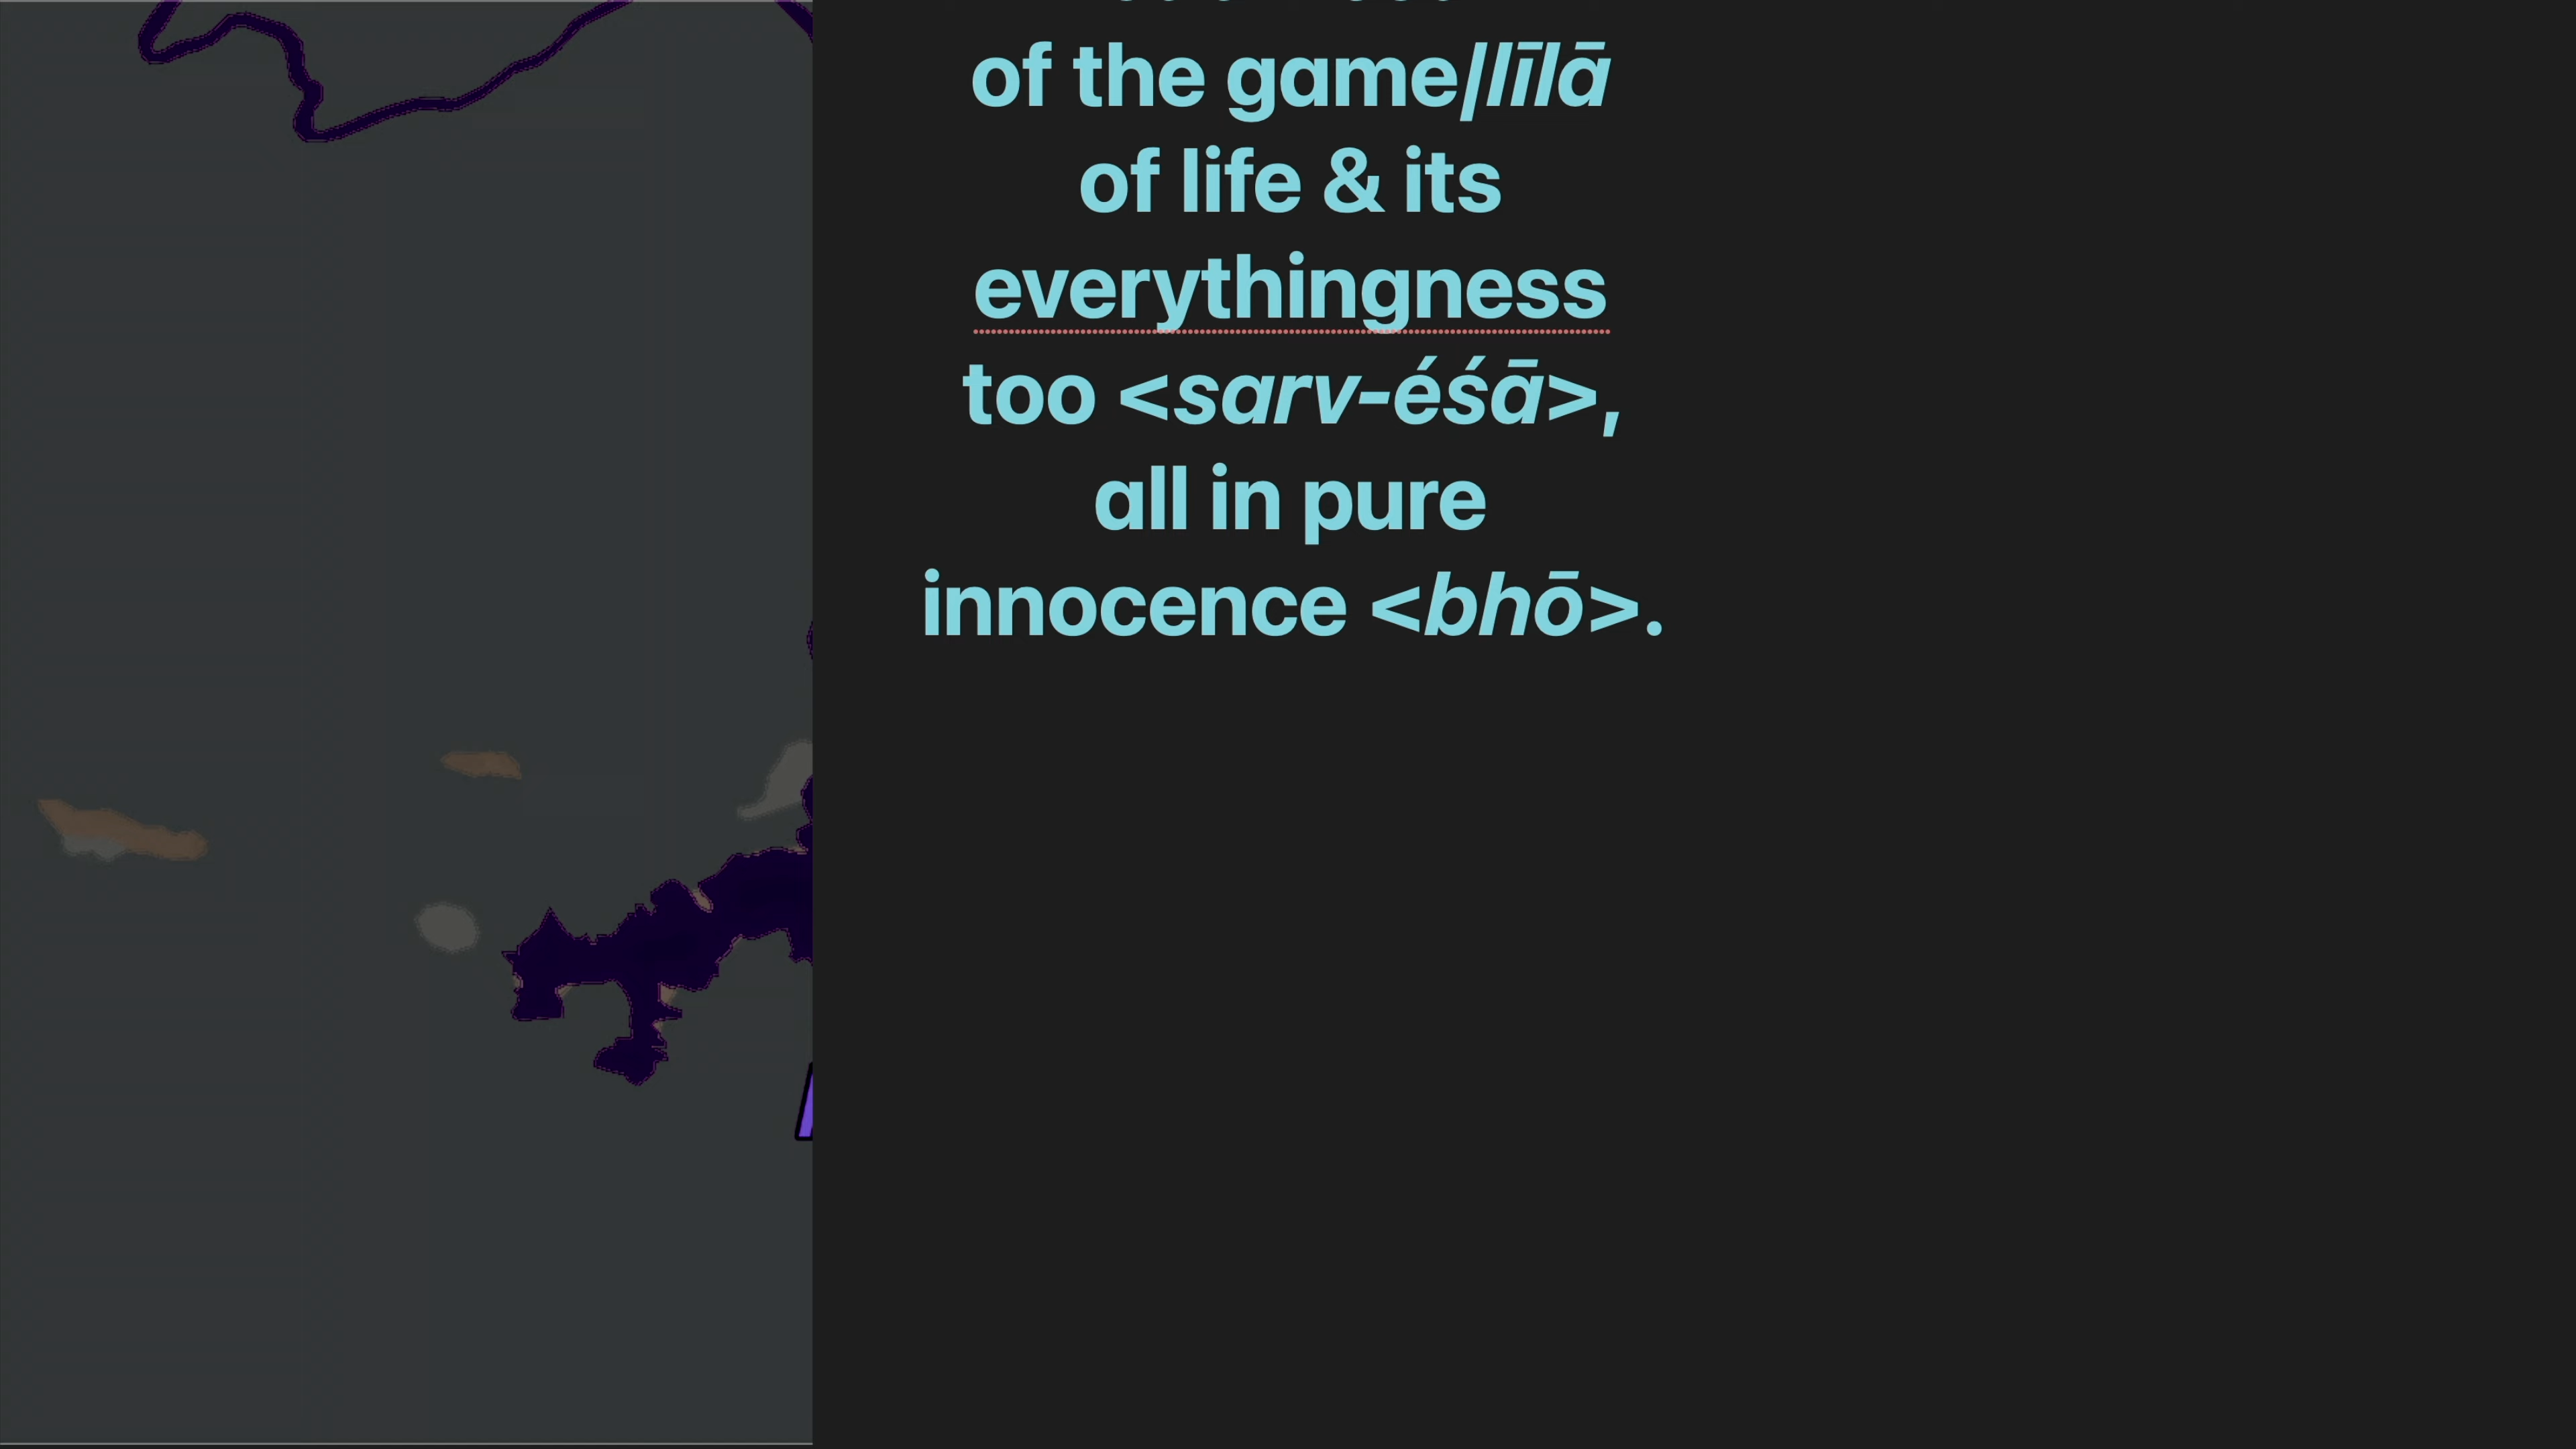 of the game|līlā
of life & its
everythingness
too <sarv-éśā>,
all in pure
innocence <bhō>.